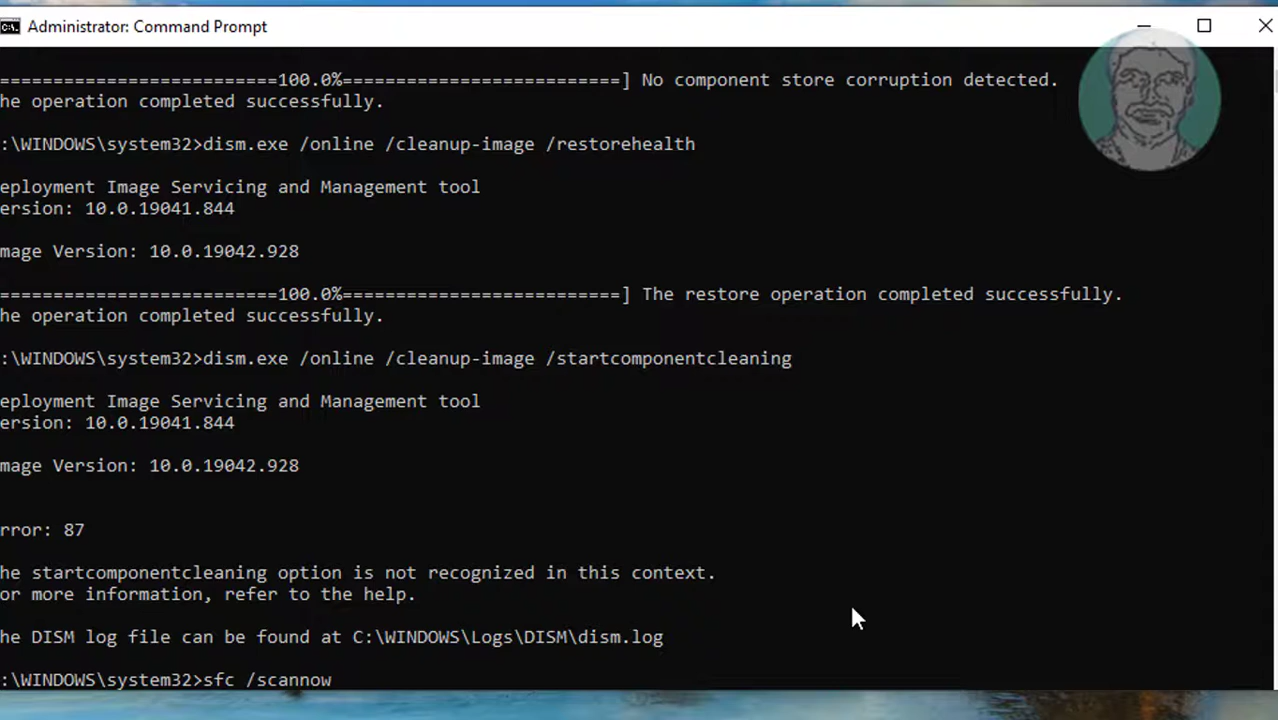 Administrator: Command Prompt
==========================100.0%==========================] No component store corruption detected.
he operation completed successfully.
:\WINDOWS\system32>dism.exe /online /cleanup-image /restorehealth
eployment Image Servicing and Management tool
ersion: 10.0.19041.844
mage Version: 10.0.19042.928
==========================100.0%==========================] The restore operation completed successfully.
he operation completed successfully.
:\WINDOWS\system32>dism.exe /online /cleanup-image /startcomponentcleaning
eployment Image Servicing and Management tool
ersion: 10.0.19041.844
mage Version: 10.0.19042.928
rror: 87
he startcomponentcleaning option is not recognized in this context.
or more information, refer to the help.
he DISM log file can be found at C:\WINDOWS\Logs\DISM\dism.log
:\WINDOWS\system32>sfc /scannow